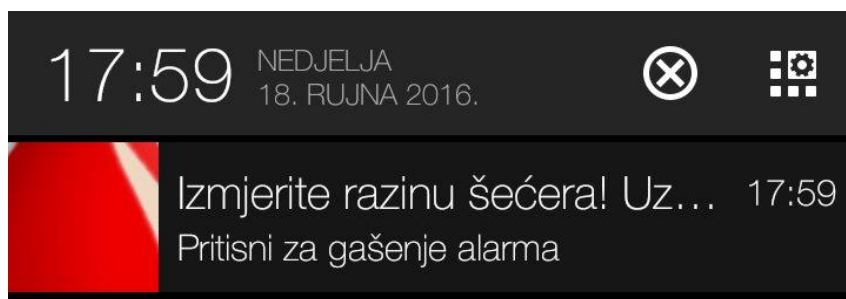 17:59 NEDJELJA
18. RUJNA 2016.
Izmjerite razinu šećera! Uz... 17:59
Pritisni za gašenje alarma